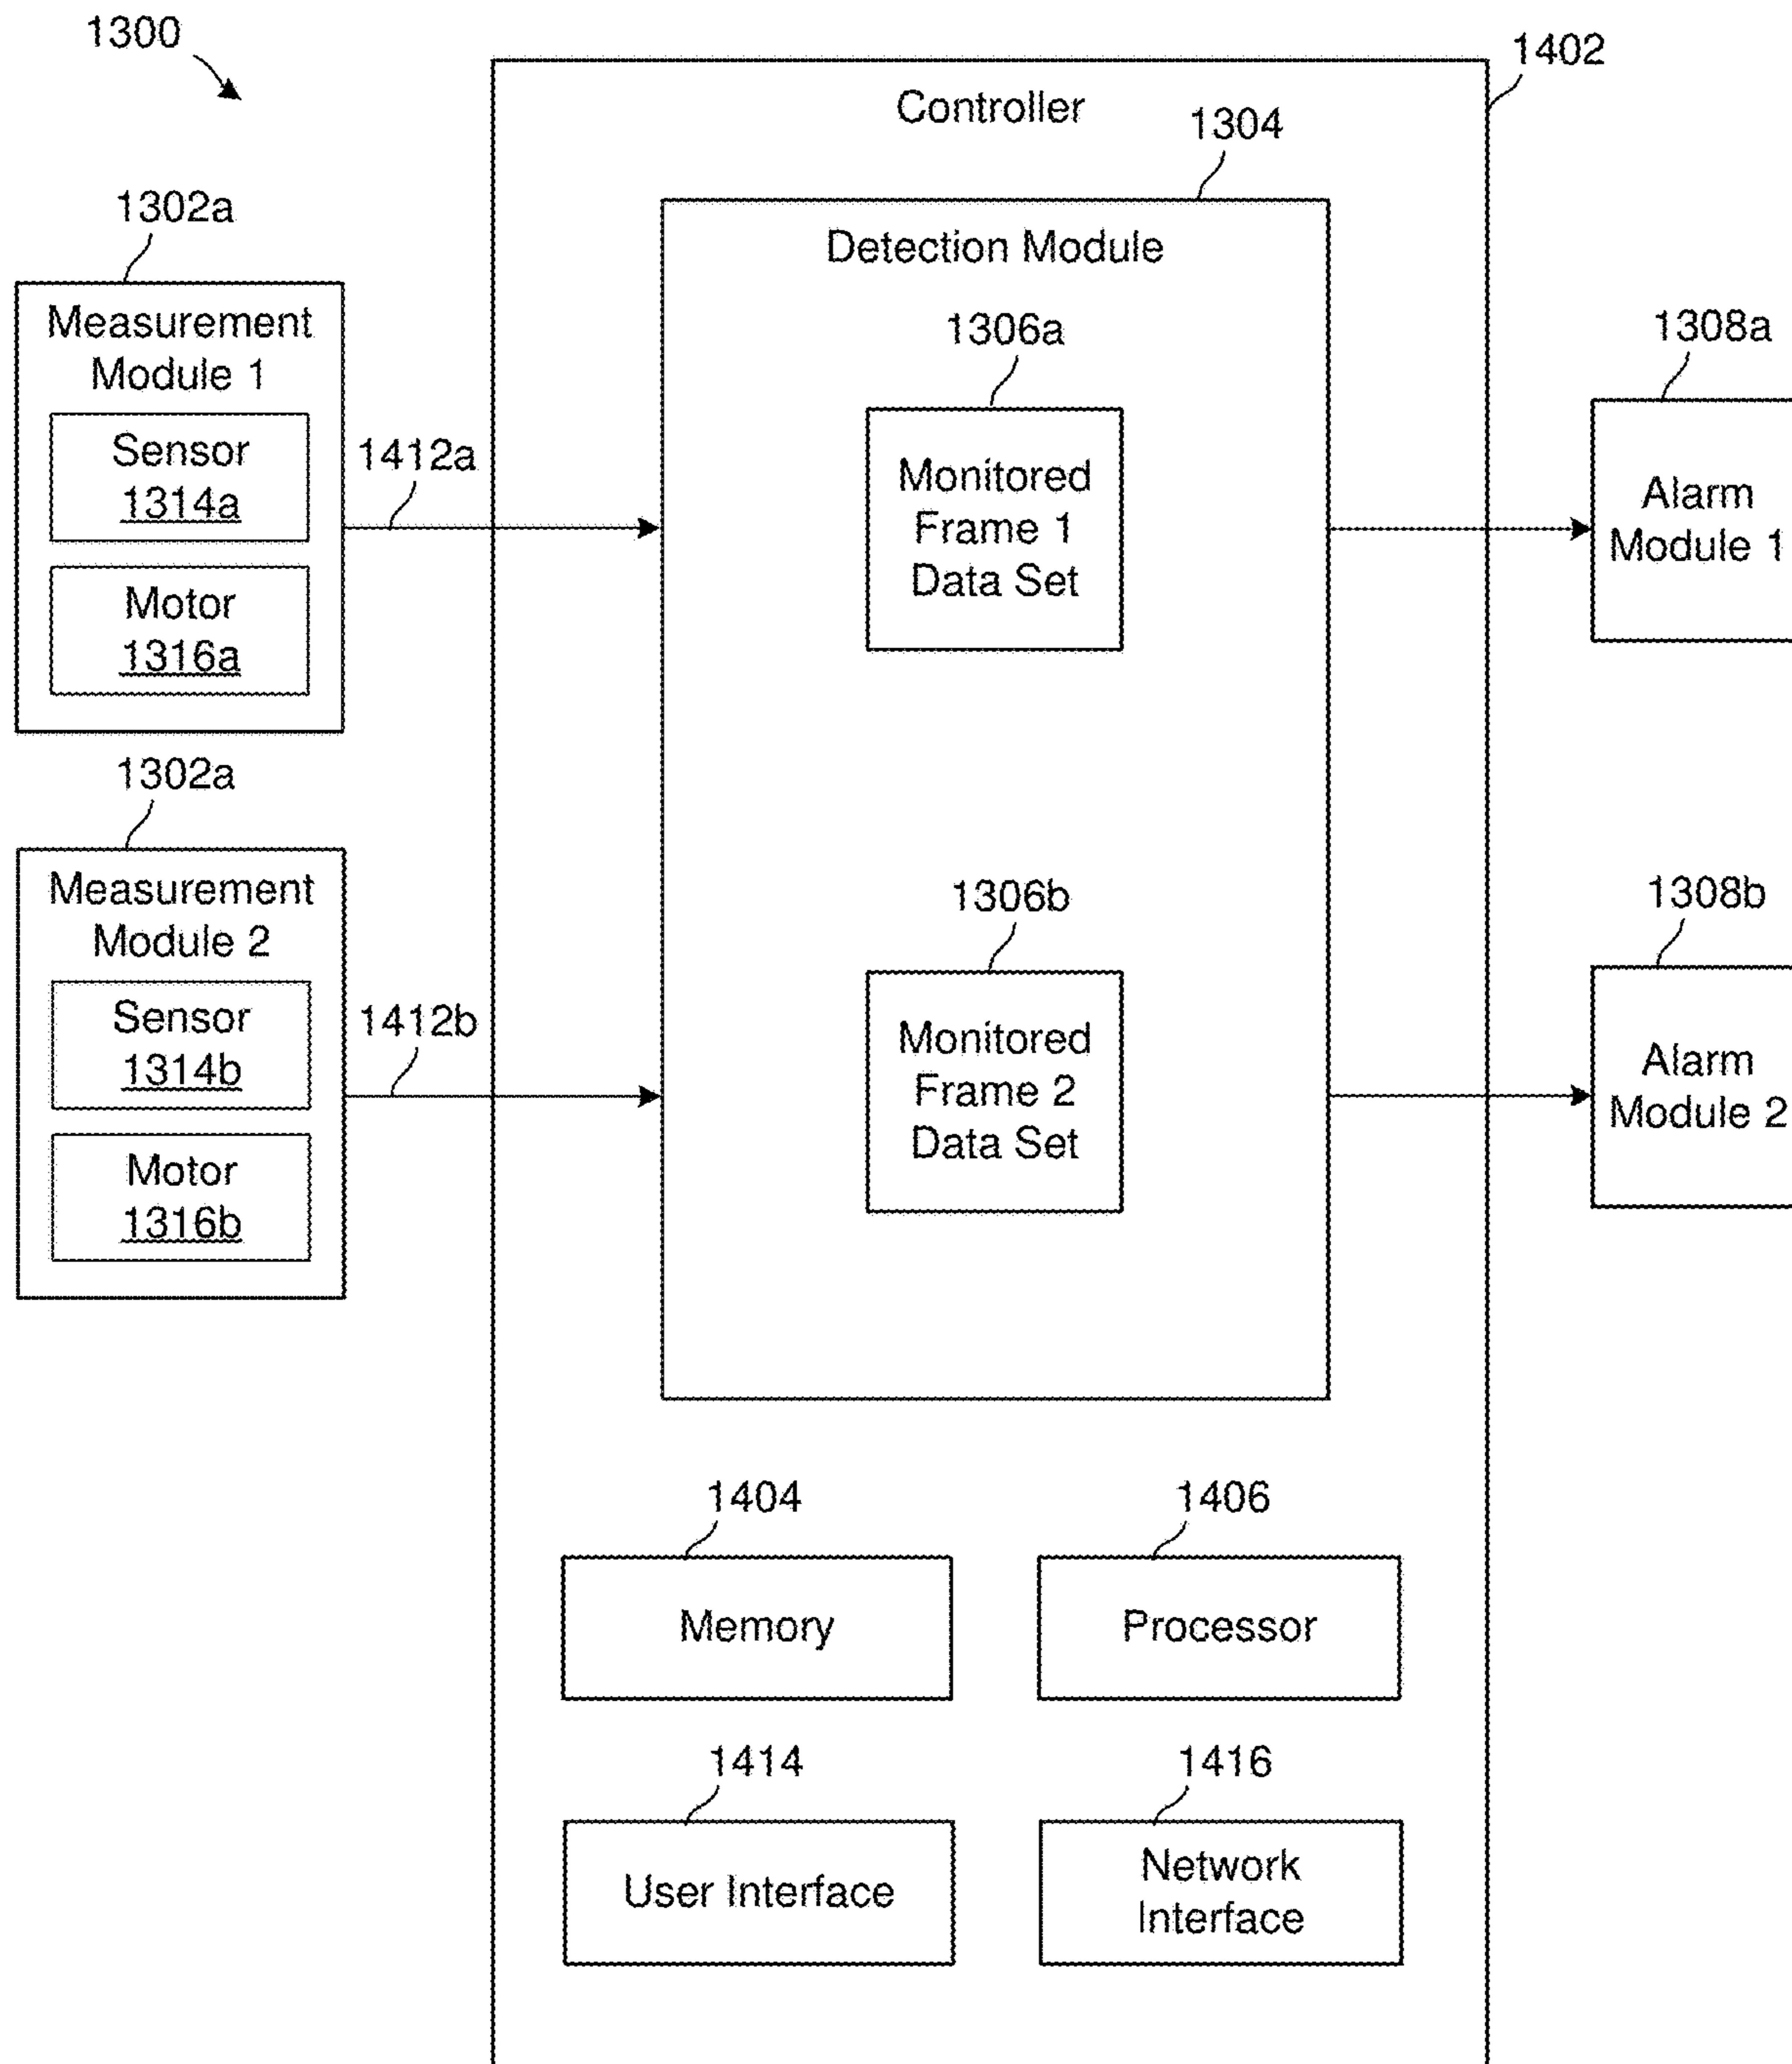 1300
1402
Controller
1304
1302a
Detection Module
Measurement
Module 1
1306a
1308a
Sensor
1314a
1412a
Monitored
Frame 1
Data Set
Alarm
Module 1
Motor
1316a
1302a
Measurement
Module 2
1306b
1308b
Sensor
1314b
1412b
Monitored
Frame 2
Data Set
Alarm
Module 2
Motor
1316b
1404
1406
Memory
Processor
1414
1416
User Interface
Network
Interface